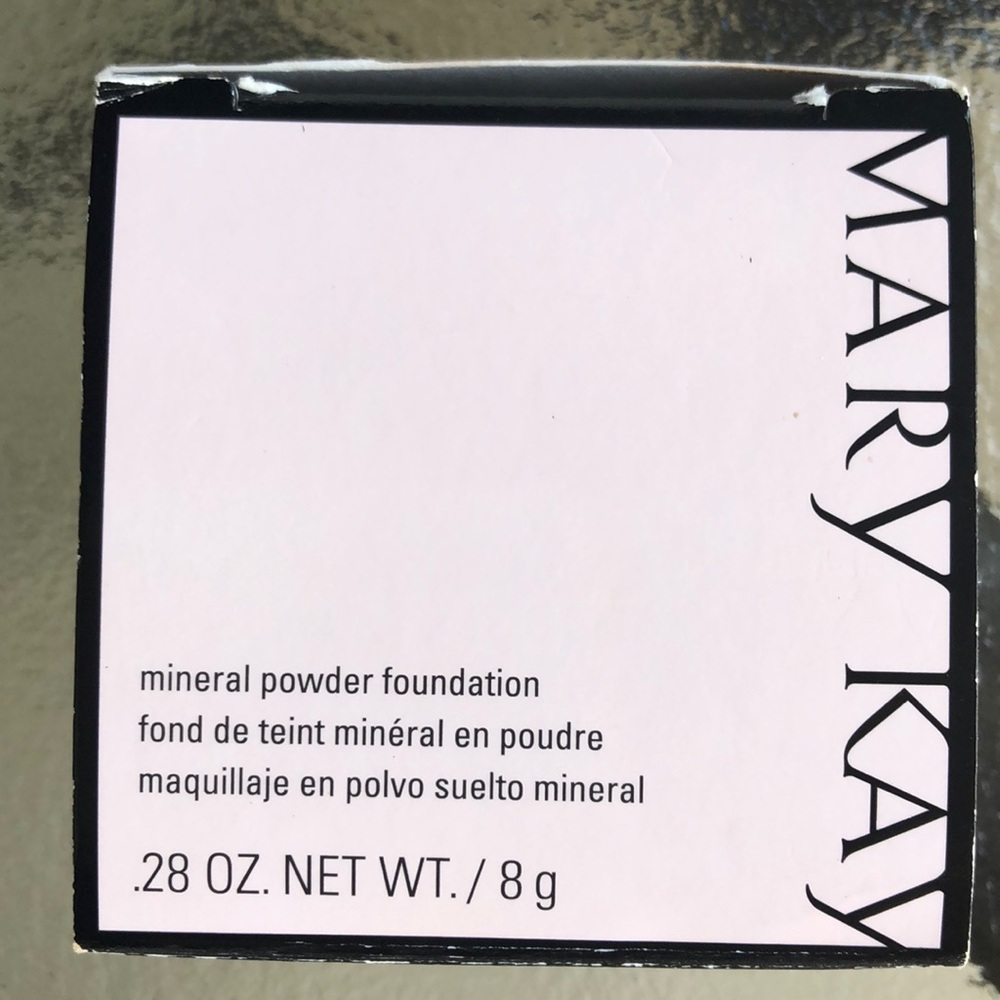 MARY KAY
mineral powder foundation
fond de teint minéral en poudre
maquillaje en polvo suelto mineral
.28 OZ. NET WT. / 8 g